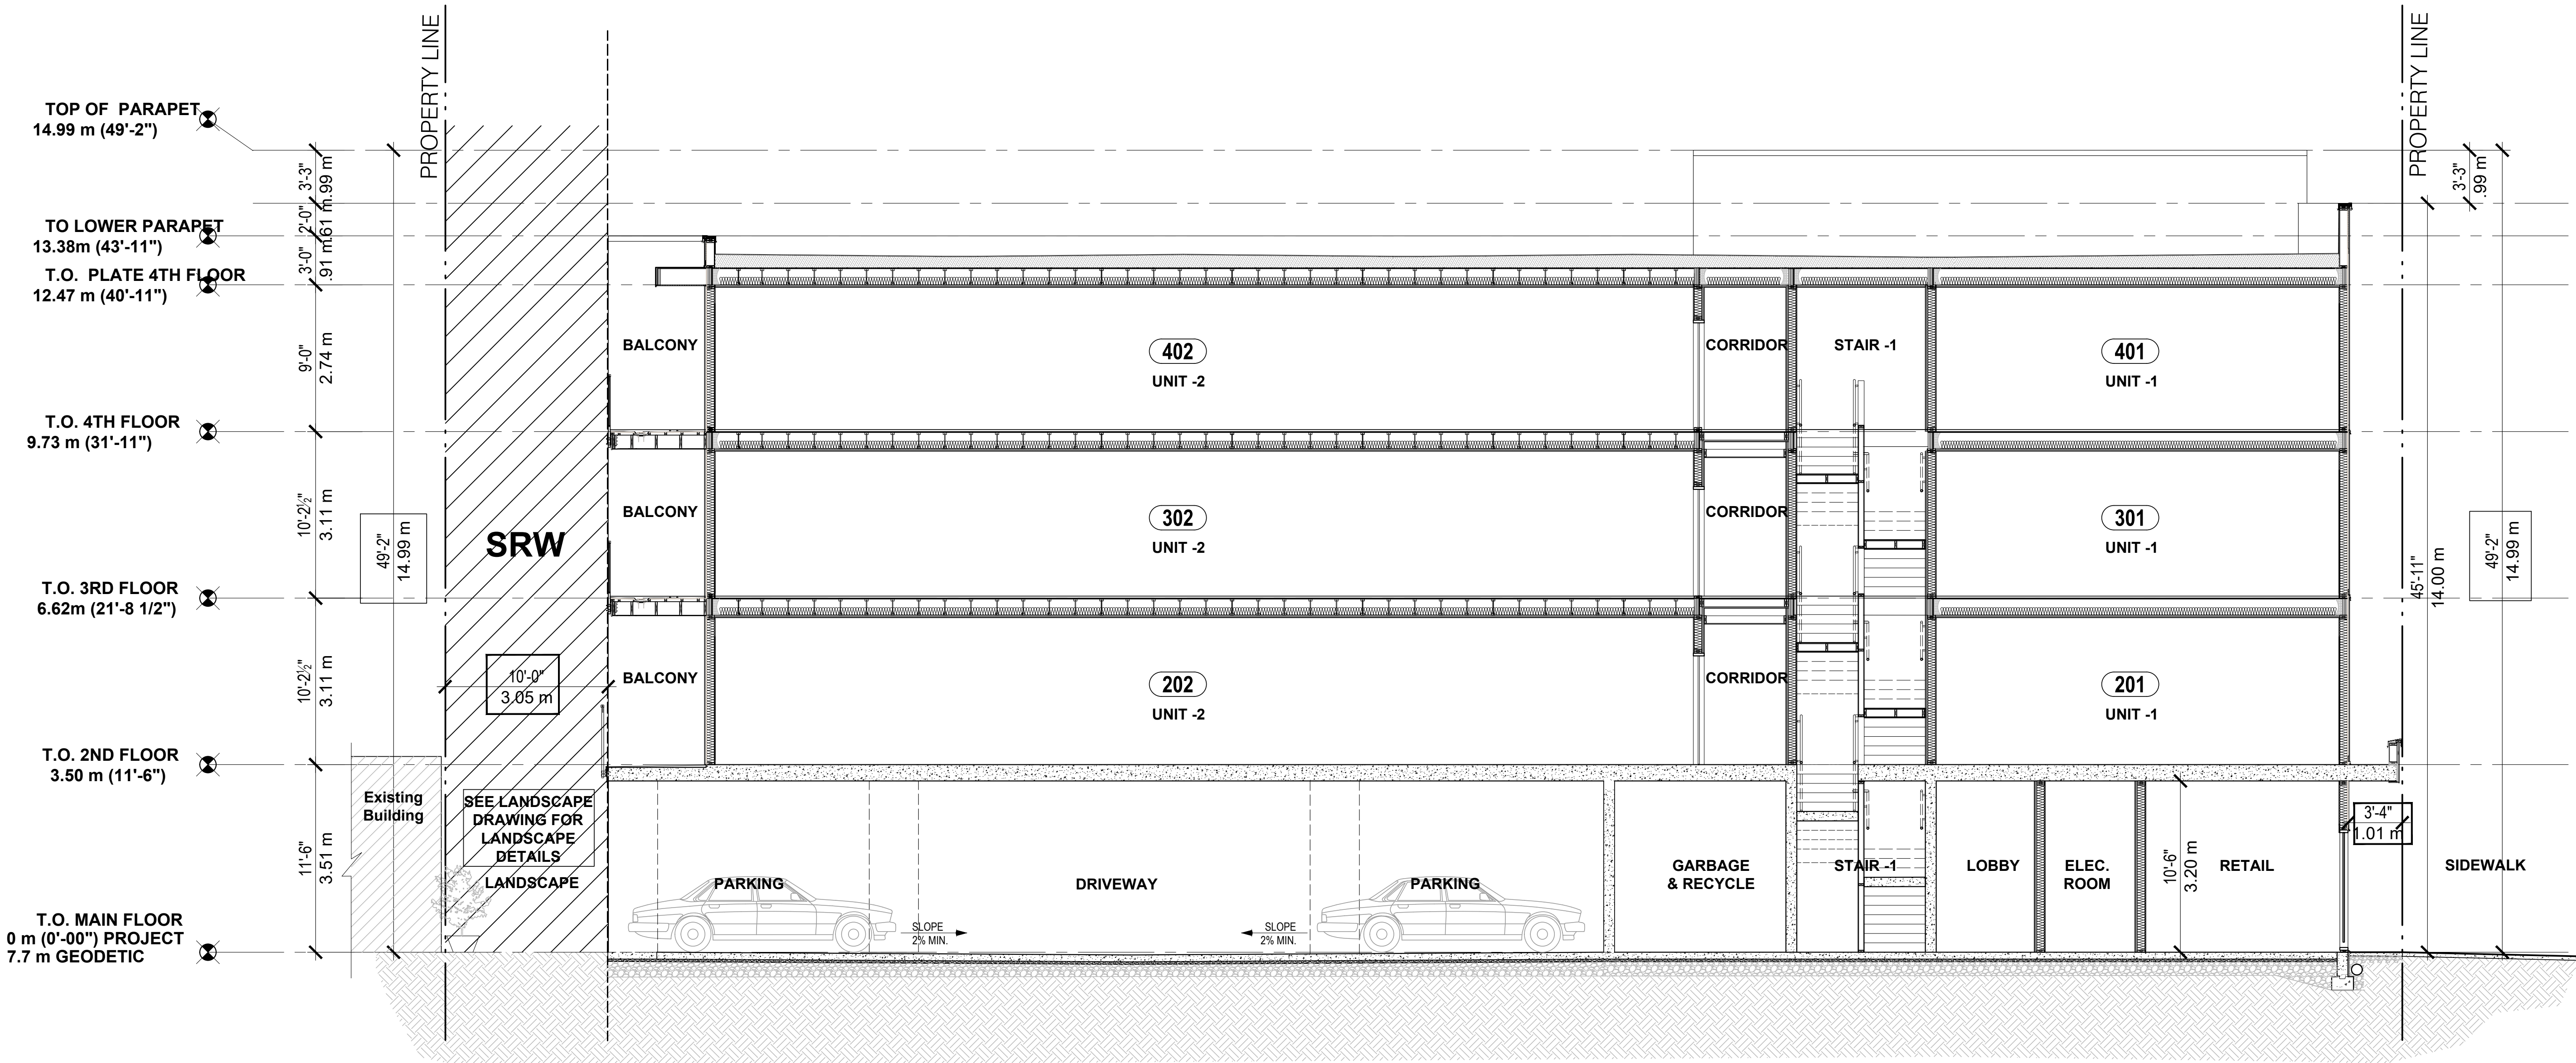 PROPERTY LINE
PROPERTY LINE
TOP OF PARAPET
14.99 m (49'-2")
TO LOWER PARAPET
13.38m (43'-11")
T.O. PLATE 4TH FLOOR
12.47 m (40'-11")
T.O. 4TH FLOOR
9.73 m (31'-11")
T.O. 3RD FLOOR
6.62m (21'-8 1/2")
T.O. 2ND FLOOR
3.50 m (11'-6")
T.O. MAIN FLOOR
0 m (0'-00") PROJECT
7.7 m GEODETIC
3'-3"
.99 m
2'-0"
.61 m
3'-0"
.91 m
9'-0"
2.74 m
10'-2½"
3.11 m
10'-2½"
3.11 m
11'-6"
3.51 m
49'-2"
14.99 m
SRW
10'-0"
3.05 m
Existing
Building
SEE LANDSCAPE
DRAWING FOR
LANDSCAPE
DETAILS
LANDSCAPE
BALCONY
402
UNIT -2
CORRIDOR
STAIR -1
401
UNIT -1
BALCONY
302
UNIT -2
CORRIDOR
301
UNIT -1
BALCONY
202
UNIT -2
CORRIDOR
201
UNIT -1
PARKING
SLOPE
2% MIN.
DRIVEWAY
SLOPE
2% MIN.
PARKING
GARBAGE
& RECYCLE
STAIR -1
LOBBY
ELEC.
ROOM
10'-6"
3.20 m
RETAIL
3'-4"
1.01 m
SIDEWALK
3'-3"
.99 m
45'-11"
14.00 m
49'-2"
14.99 m